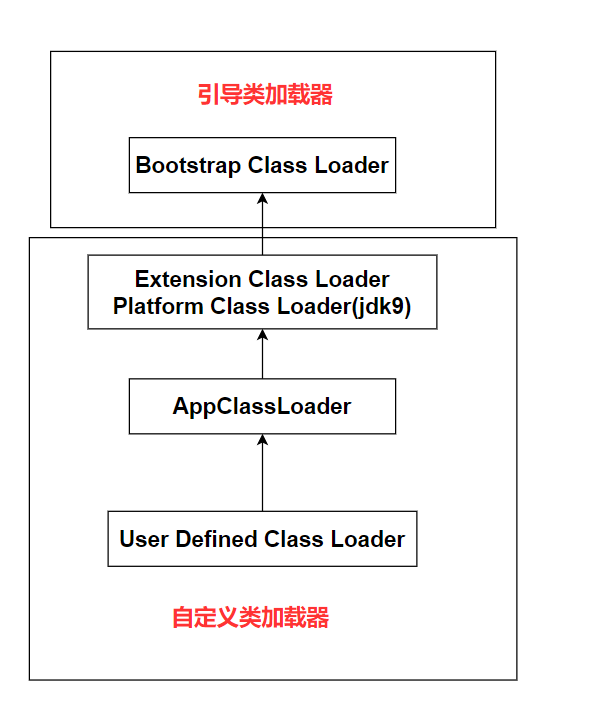 引导类加载器
Bootstrap Class Loader
Extension Class Loader
Platform Class Loader(jdk9)
AppClassLoader
User Defined Class Loader
自定义类加载器